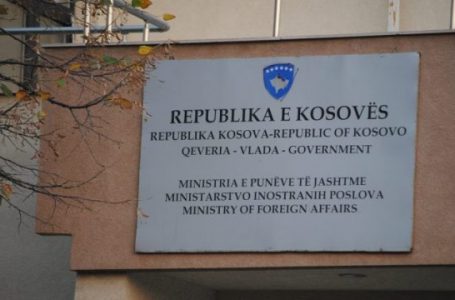 REPUBLIKA E KOSOVËS
REPUBLIKA KOSOVA-REPUBLIC OF KOSOVO
QEVERIA - VLADA - GOVERNMENT
MINISTRIA E PUNËVE TË JASHTME
MINISTARSTVO INOSTRANIH POSLOVA
MINISTRY OF FOREIGN AFFAIRS